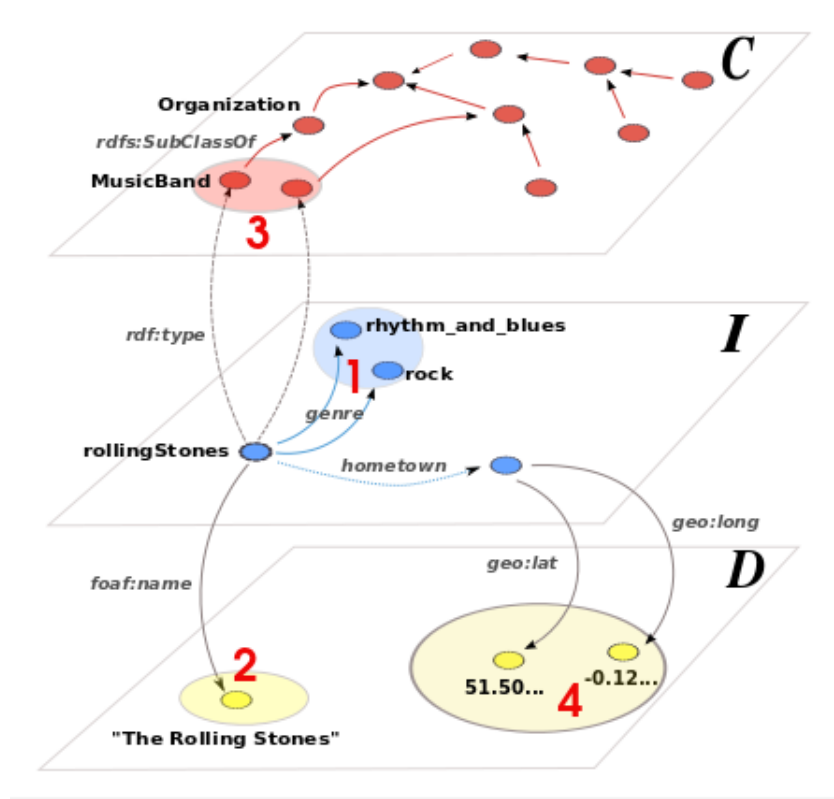 C
Organization
rdfs:SubClassOf
MusicBand
3
I
rhythm_and_blues
rdf:type
1
rock
genre
rollingStones
hometown
geo:long
D
geo:lat
foaf:name
2
51.50...
-0.12...
4
"The Rolling Stones"